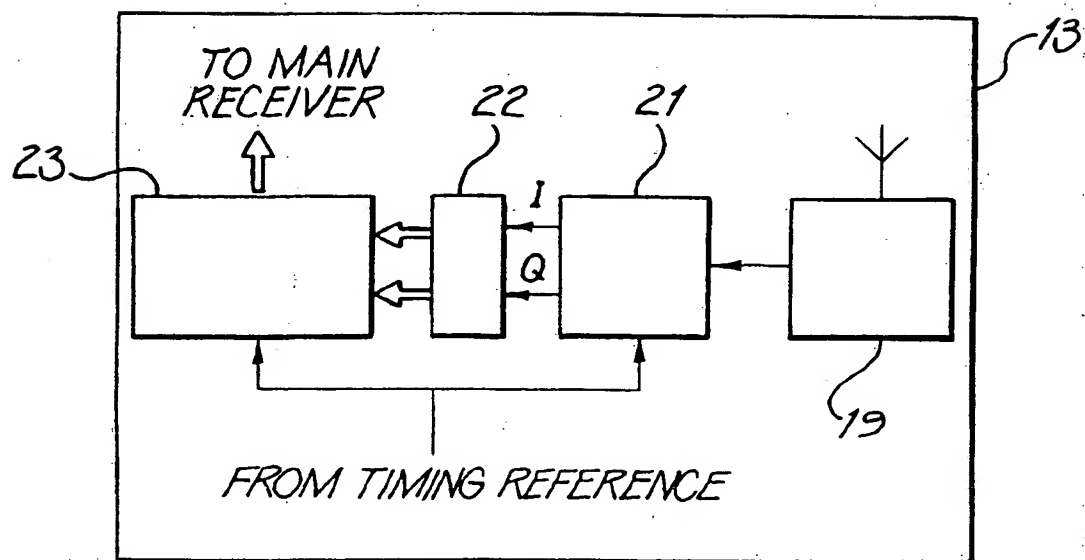 13
TO MAIN
RECEIVER
22
21
23
I
Q
19
FROM TIMING REFERENCE